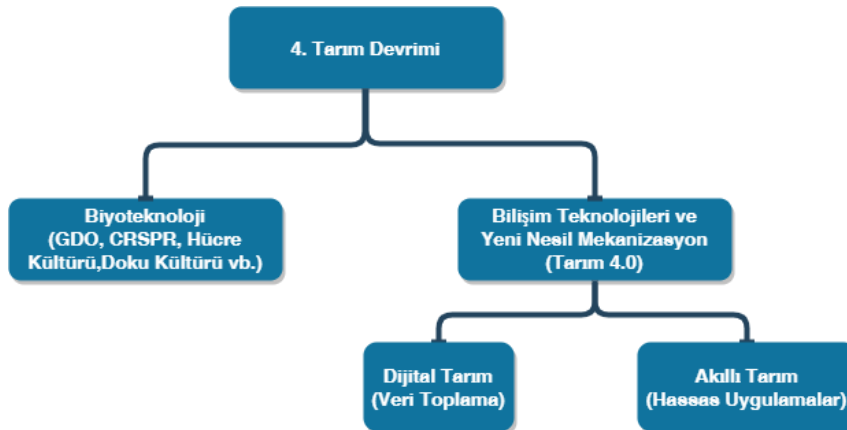 4. Tarım Devrimi
Biyoteknoloji
(GDO, CRSPR, Hücre
Kültürü,Doku Kültürü vb.)
Bilişim Teknolojileri ve
Yeni Nesil Mekanizasyon
(Tarım 4.0)
Dijital Tarım
(Veri Toplama)
Akıllı Tarım
(Hassas Uygulamalar)